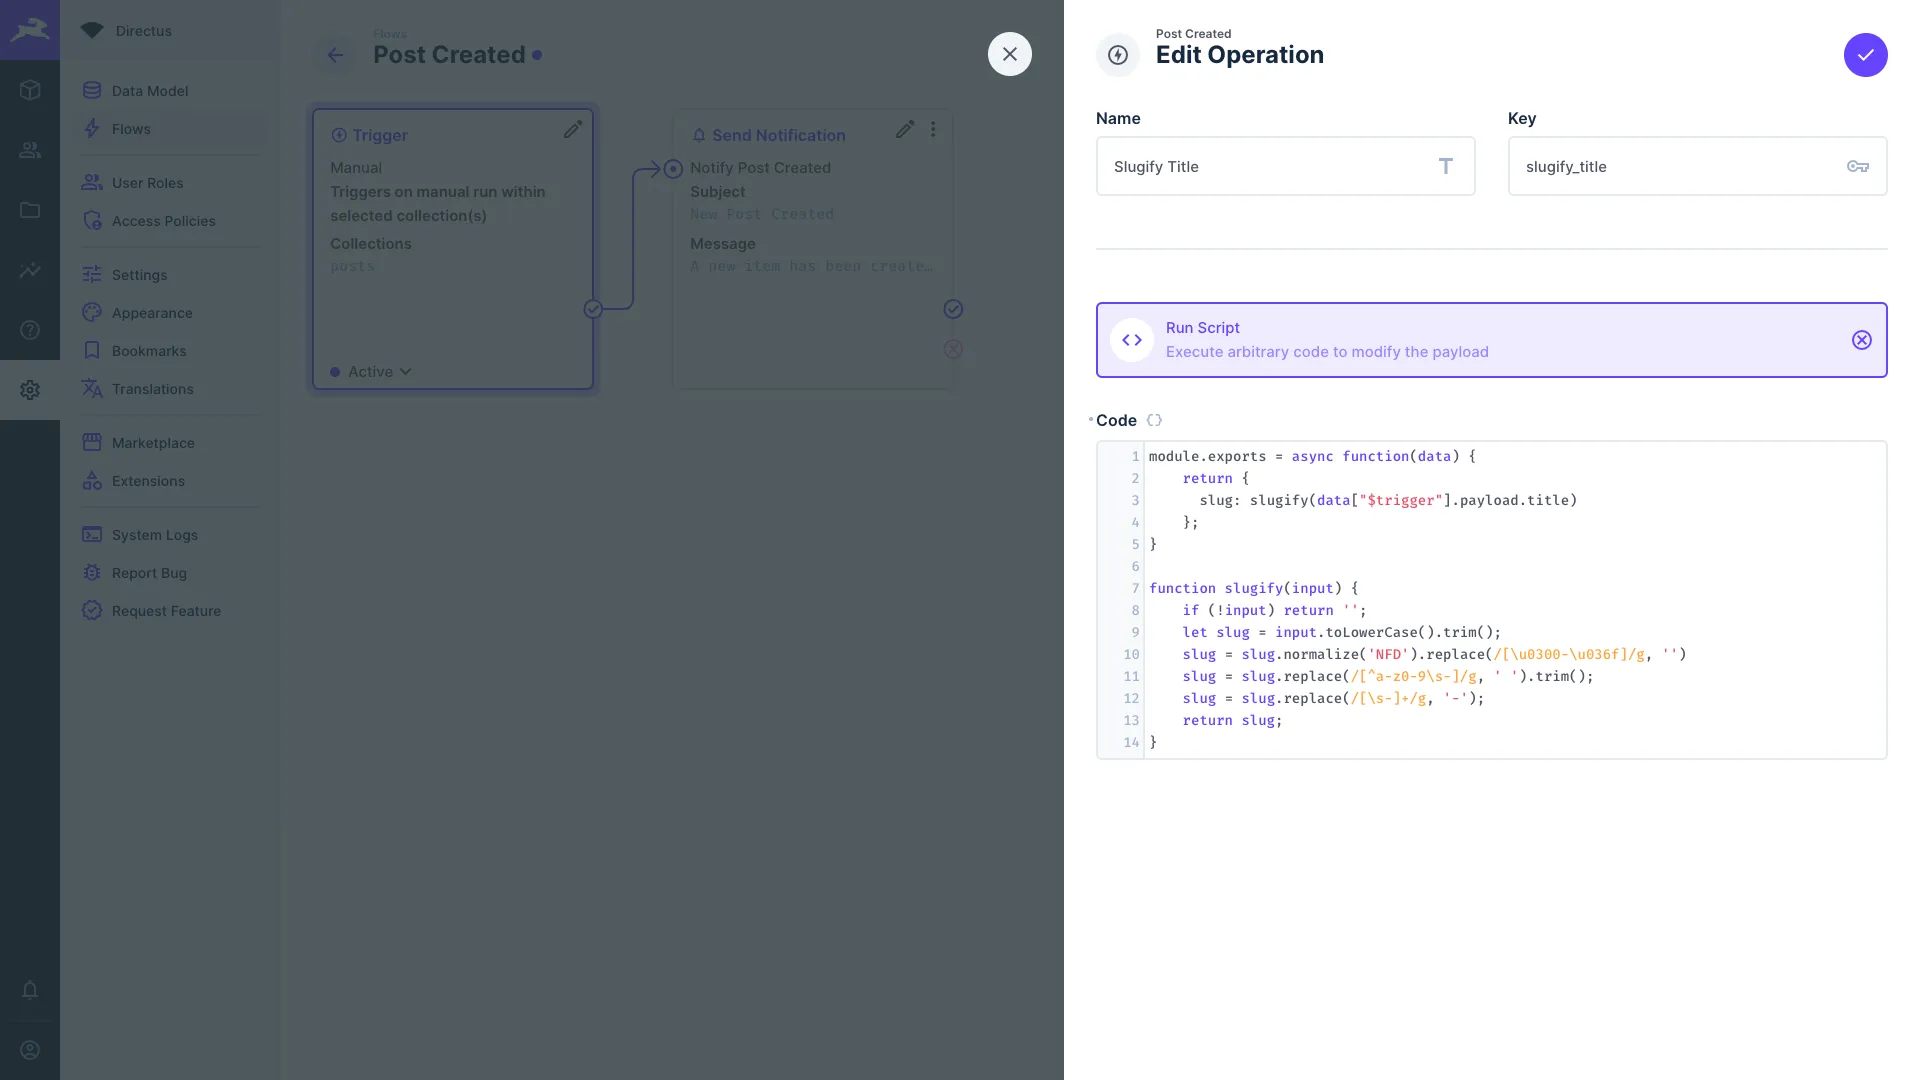 Directus
Data Model
Flows
User Roles
Access Policies
Settings
Appearance
Bookmarks
Translations
Marketplace
Extensions
System Logs
Report Bug
Request Feature
Flows
Post Created
Trigger
Manual
Triggers on manual run within
selected collection(s)
Collections
posts
Active
Send Notification
Notify Post Created
Subject
New Post Created
Message
A new item has been create…
Post Created
Edit Operation
Name
Slugify Title
Key
slugify_title
Run Script
Execute arbitrary code to modify the payload
Code
1 module.exports = async function(data) {
2     return {
3       slug: slugify(data["$trigger"].payload.title)
4     };
5 }
6
7 function slugify(input) {
8     if (!input) return '';
9     let slug = input.toLowerCase().trim();
10     slug = slug.normalize('NFD').replace(/[\u0300-\u036f]/g, '')
11     slug = slug.replace(/[^a-z0-9\s-]/g, ' ').trim();
12     slug = slug.replace(/[\s-]+/g, '-');
13     return slug;
14 }